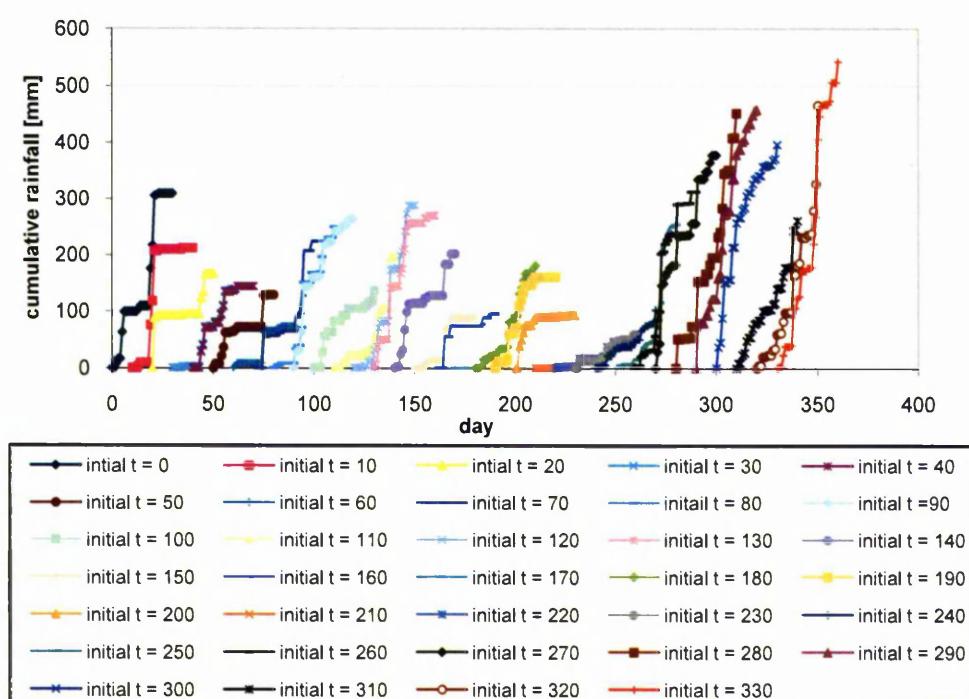 600
500
400
300
200
100
0
cumulative rainfall [mm]
0 50 100 150 200 250 300 350 400
day
intial t = 0 initial t = 10 intial t = 20 initial t = 30 initial t = 40
initial t = 50 initial t = 60 initial t = 70 initail t = 80 initial t =90
initial t = 100 initial t = 110 initial t = 120 initial t = 130 initial t = 140
initial t = 150 initial t = 160 initial t = 170 initial t = 180 initial t = 190
initial t = 200 initial t = 210 initial t = 220 initial t = 230 initial t = 240
initial t = 250 initial t = 260 initial t = 270 initial t = 280 initial t = 290
initial t = 300 initial t = 310 initial t = 320 initial t = 330